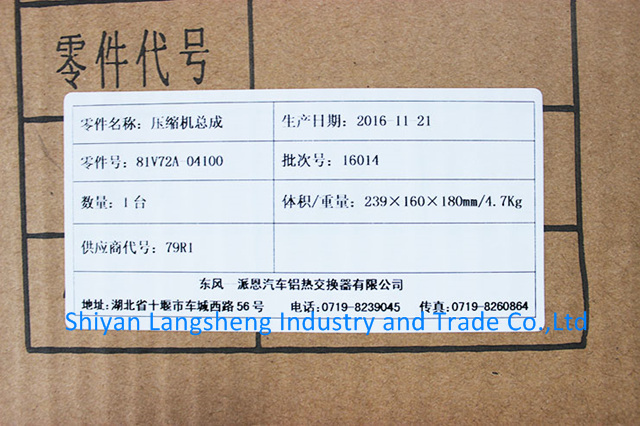 零件代号
零件名称：压缩机总成 生产日期：2016-11-21
零件号：81V72A-04100 批次号：16014
数量：1台 体积/重量：239×160×180mm/4.7Kg
供应商代号：79R1
东风—派恩汽车铝热交换器有限公司
地址:湖北省十堰市车城西路56号 电话:0719-8239045 传真:0719-8260864
Shiyan Langsheng Industry and Trade Co.,Ltd